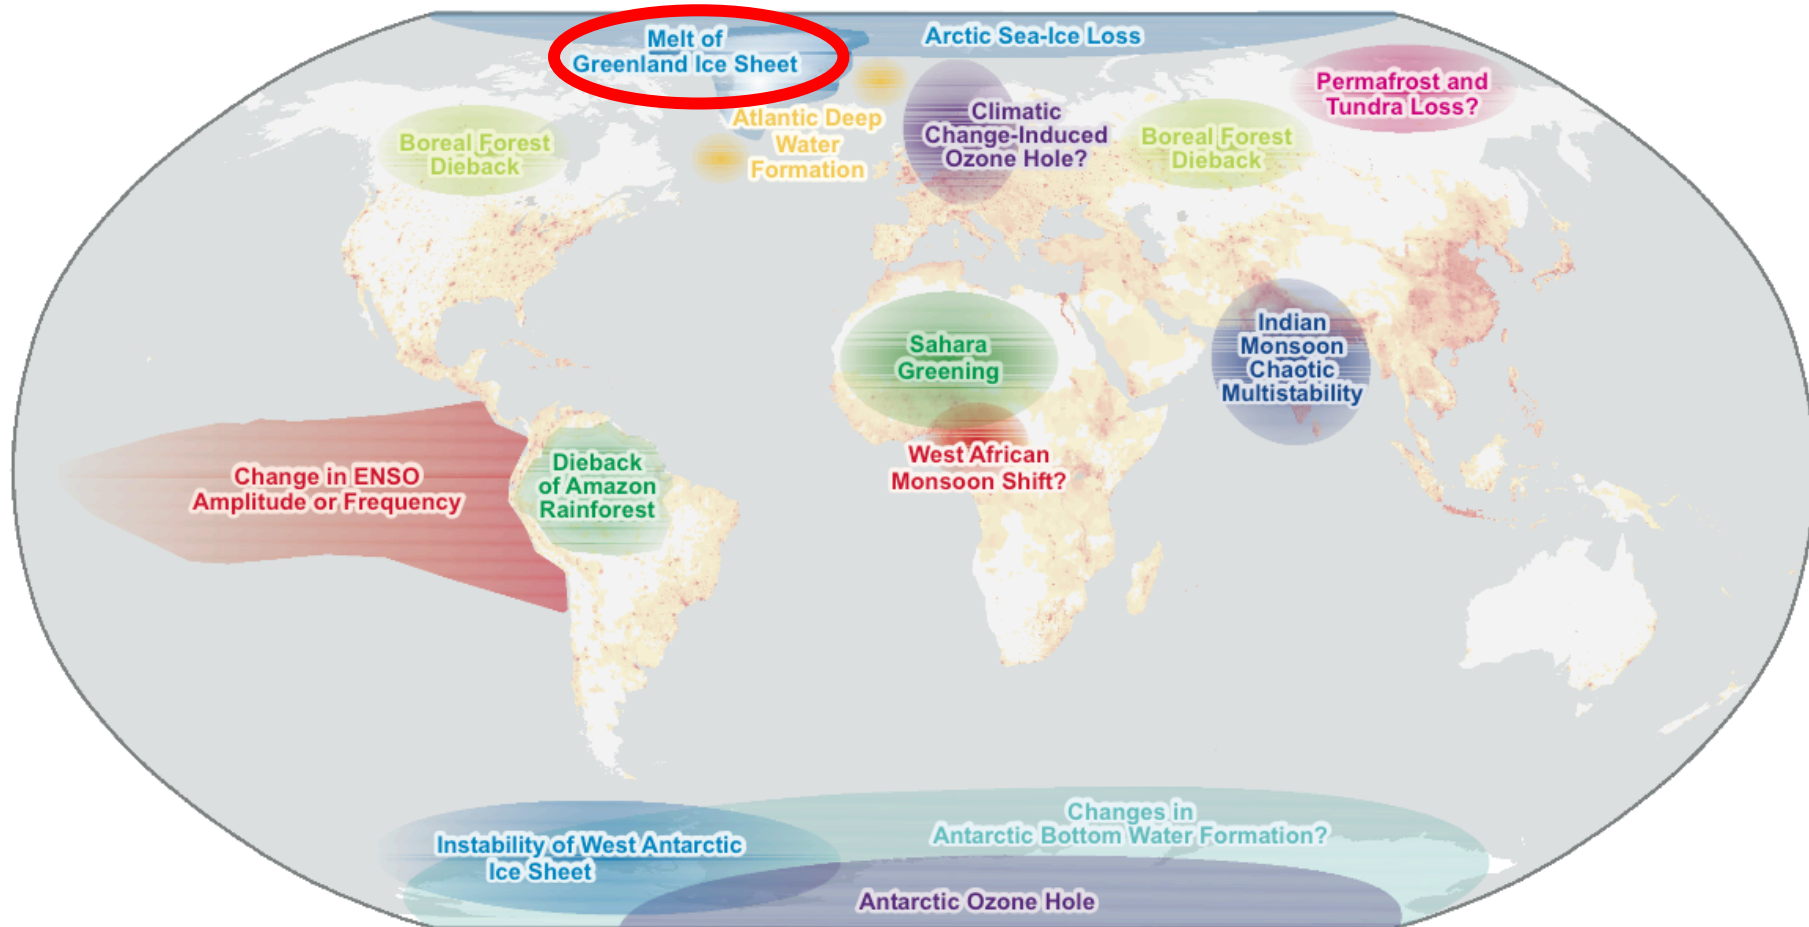 Melt of
Greenland Ice Sheet
Arctic Sea-Ice Loss
Permafrost and
Tundra Loss?
Atlantic Deep
Water
Formation
Climatic
Change-Induced
Ozone Hole?
Boreal Forest
Dieback
Boreal Forest
Dieback
Sahara
Greening
Indian
Monsoon
Chaotic
Multistability
West African
Monsoon Shift?
Change in ENSO
Amplitude or Frequency
Dieback
of Amazon
Rainforest
Changes in
Antarctic Bottom Water Formation?
Instability of West Antarctic
Ice Sheet
Antarctic Ozone Hole